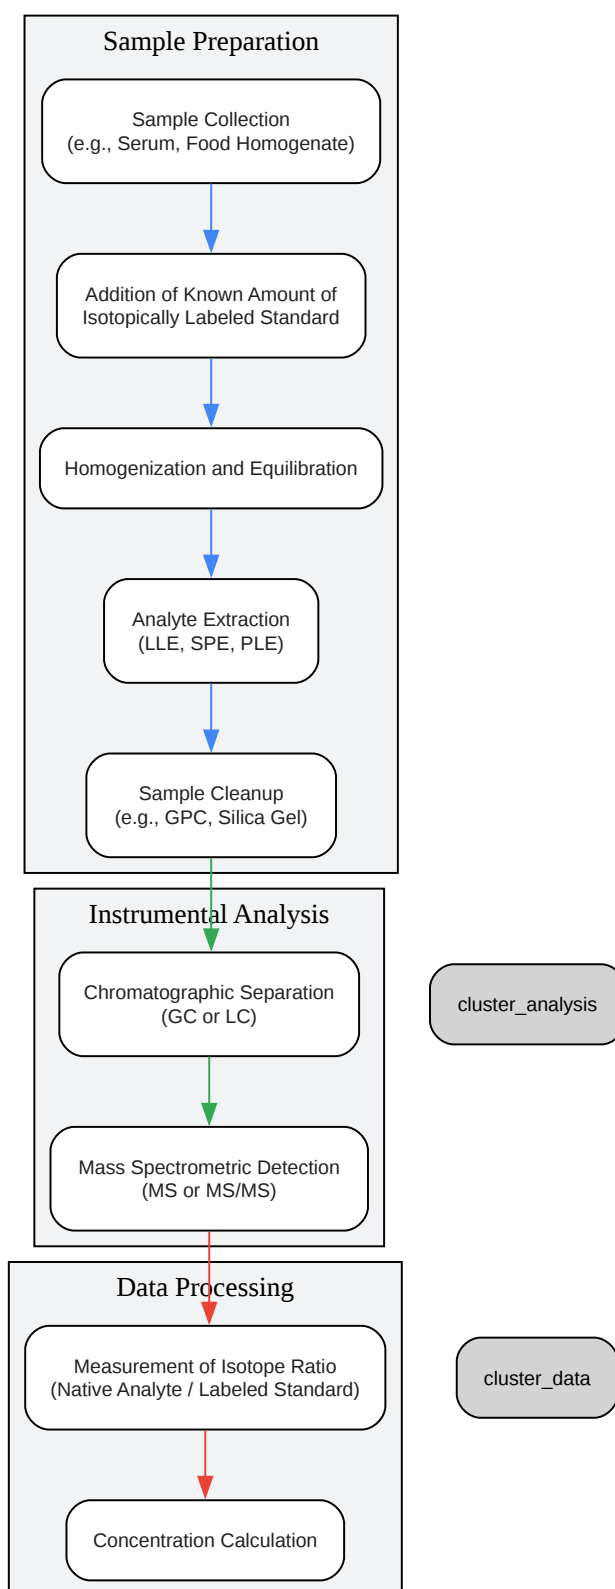 Sample Preparation
Sample Collection
(e.g., Serum, Food Homogenate)
Addition of Known Amount of
Isotopically Labeled Standard
Homogenization and Equilibration
Analyte Extraction
(LLE, SPE, PLE)
Sample Cleanup
(e.g., GPC, Silica Gel)
Instrumental Analysis
Chromatographic Separation
(GC or LC)
cluster_analysis
Mass Spectrometric Detection
(MS or MS/MS)
Data Processing
Measurement of Isotope Ratio
(Native Analyte / Labeled Standard)
cluster_data
Concentration Calculation